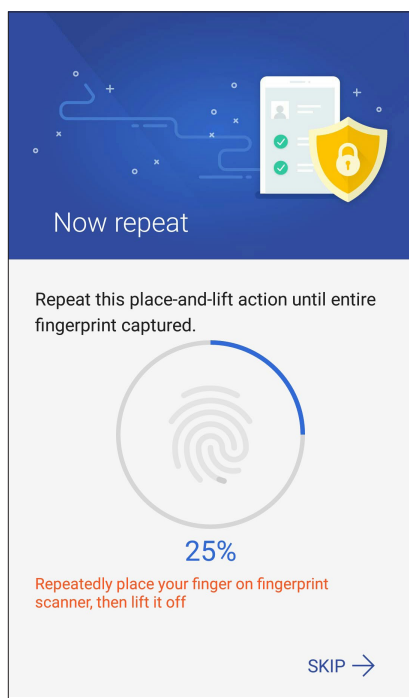 Now repeat
Repeat this place-and-lift action until entire
fingerprint captured.
25%
Repeatedly place your finger on fingerprint
scanner, then lift it off
SKIP